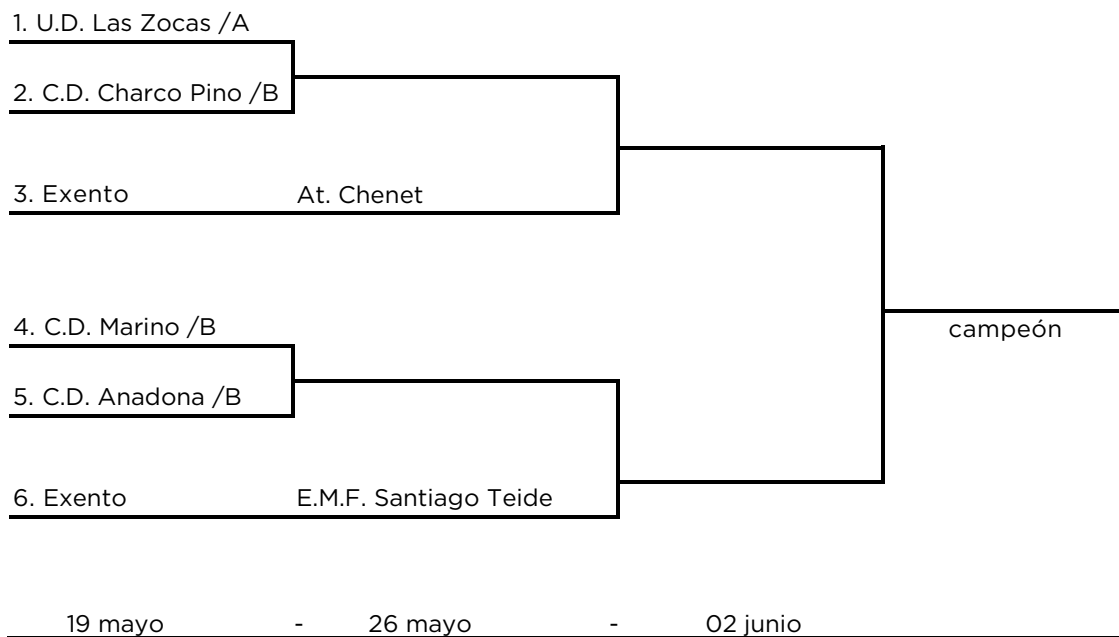 1. U.D. Las Zocas /A
2. C.D. Charco Pino /B
3. Exento At. Chenet
4. C.D. Marino /B
campeón
5. C.D. Anadona /B
6. Exento E.M.F. Santiago Teide
19 mayo - 26 mayo - 02 junio